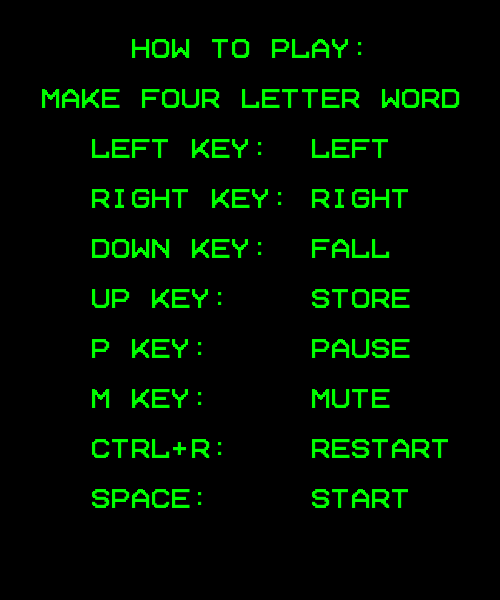 HOW TO PLAY:
MAKE FOUR LETTER WORD
LEFT KEY: LEFT
RIGHT KEY: RIGHT
DOWN KEY: FALL
UP KEY: STORE
P KEY: PAUSE
M KEY: MUTE
CTRL+R: RESTART
SPACE: START